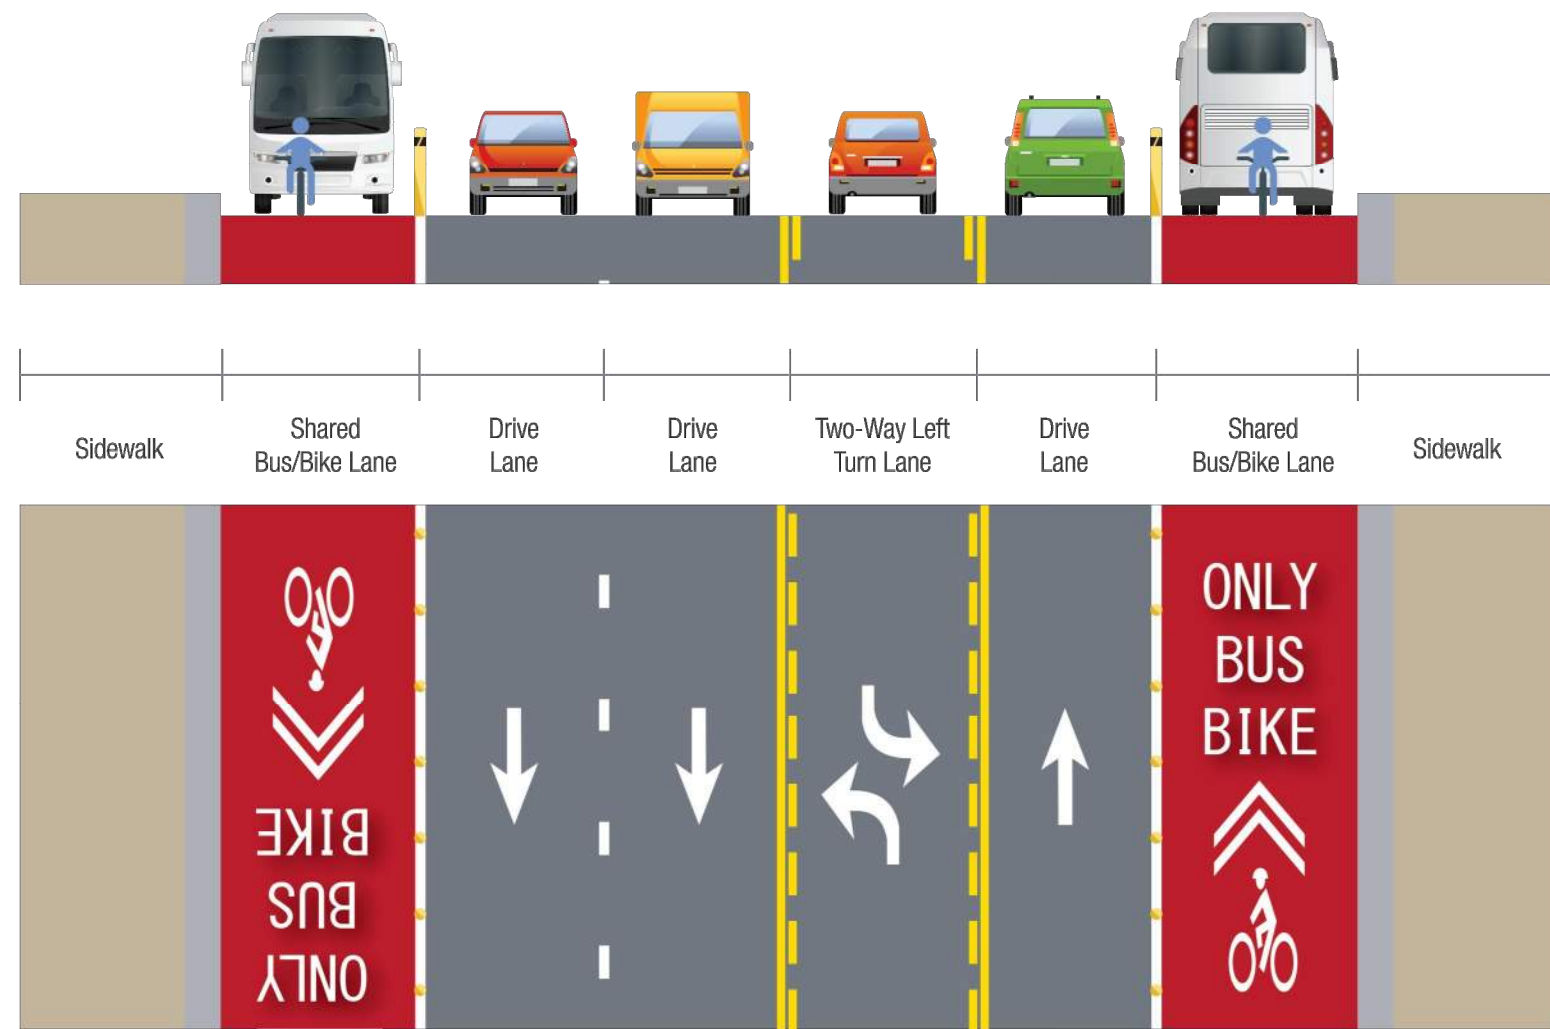 Sidewalk
Shared
Bus/Bike Lane
Drive
Lane
Drive
Lane
Two-Way Left
Turn Lane
Drive
Lane
Shared
Bus/Bike Lane
Sidewalk
ONLY
BUS
BIKE
ONLY
BUS
BIKE